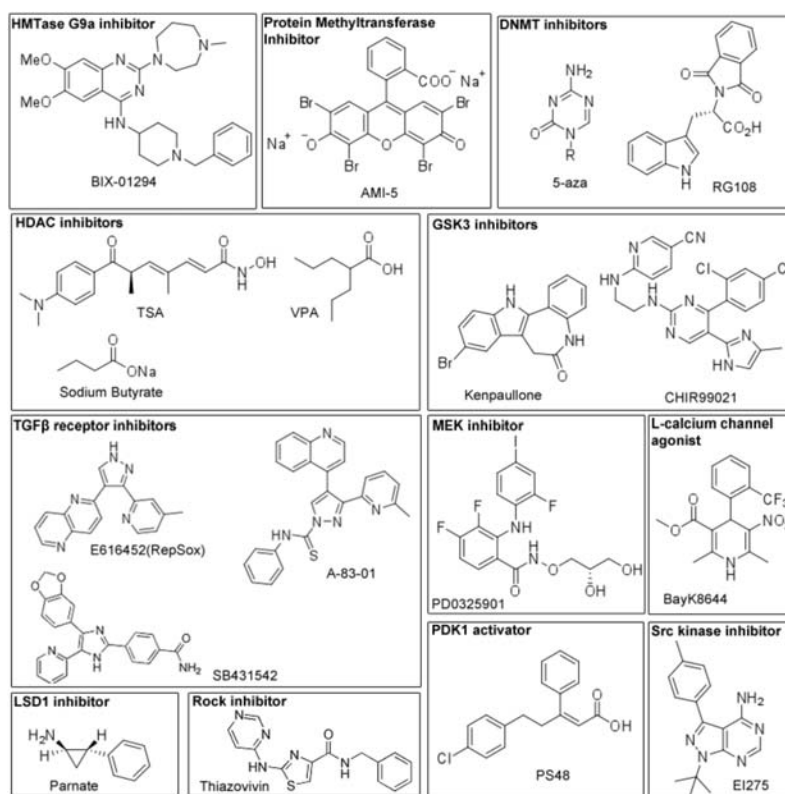 HMTase G9a inhibitor
MeO
MeO
N
N
N
N
HN
N
BIX-01294
Protein Methyltransferase
Inhibitor
COO⁻ Na⁺
Br
Br
Na⁺
⁻O
O
O
Br
Br
AMI-5
DNMT inhibitors
NH₂
N
N
O
N
R
5-aza
O
N
O
CO₂H
N
H
RG108
HDAC inhibitors
O
O
N
H
OH
N
TSA
O
OH
VPA
O
ONa
Sodium Butyrate
GSK3 inhibitors
H
N
Br
NH
O
Kenpaullone
N
CN
HN
H
N
N
N
Cl
N
N
H
CHIR99021
TGFβ receptor inhibitors
H
N
N
N
N
N
E616452(RepSox)
N
N
N
N
HN
S
A-83-01
O
O
N
N
H
N
O
NH₂
SB431542
MEK inhibitor
I
F
F
F
NH
O
H
N
O
OH
OH
PD0325901
L-calcium channel
agonist
CF₃
O
O
NO₂
N
H
BayK8644
PDK1 activator
O
OH
Cl
PS48
Src kinase inhibitor
NH₂
N
N
N
N
EI275
LSD1 inhibitor
H₂N
H
H
Parnate
Rock inhibitor
N
N
HN
N
S
O
N
H
Thiazovivin